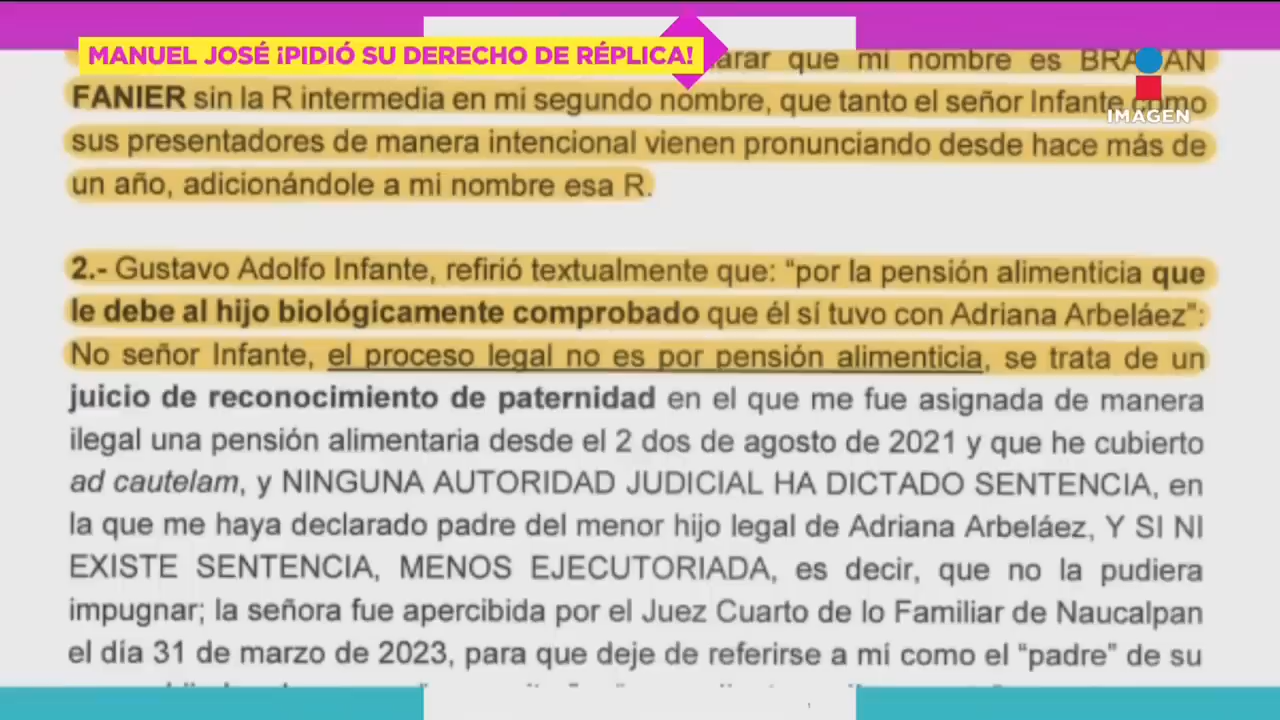 MANUEL JOSÉ ¡PIDIÓ SU DERECHO DE RÉPLICA!
que mi nombre es
FANIER sin la R intermedia en mi segundo nombre, que tanto el señor Infante como
IMAGEN
sus presentadores de manera intencional vienen pronunciando desde hace más de
un año, adicionándole a mi nombre esa R.
2.- Gustavo Adolfo Infante, refirió textualmente que: “por la pensión alimenticia que
le debe al hijo biológicamente comprobado que él sí tuvo con Adriana Arbeláez”:
No señor Infante, el proceso legal no es por pensión alimenticia, se trata de un
juicio de reconocimiento de paternidad en el que me fue asignada de manera
ilegal una pensión alimentaria desde el 2 dos de agosto de 2021 y que he cubierto
ad cautelam, y NINGUNA AUTORIDAD JUDICIAL HA DICTADO SENTENCIA, en
la que me haya declarado padre del menor hijo legal de Adriana Arbeláez, Y SI NI
EXISTE SENTENCIA, MENOS EJECUTORIADA, es decir, que no la pudiera
impugnar; la señora fue apercibida por el Juez Cuarto de lo Familiar de Naucalpan
el día 31 de marzo de 2023, para que deje de referirse a mí como el “padre” de su